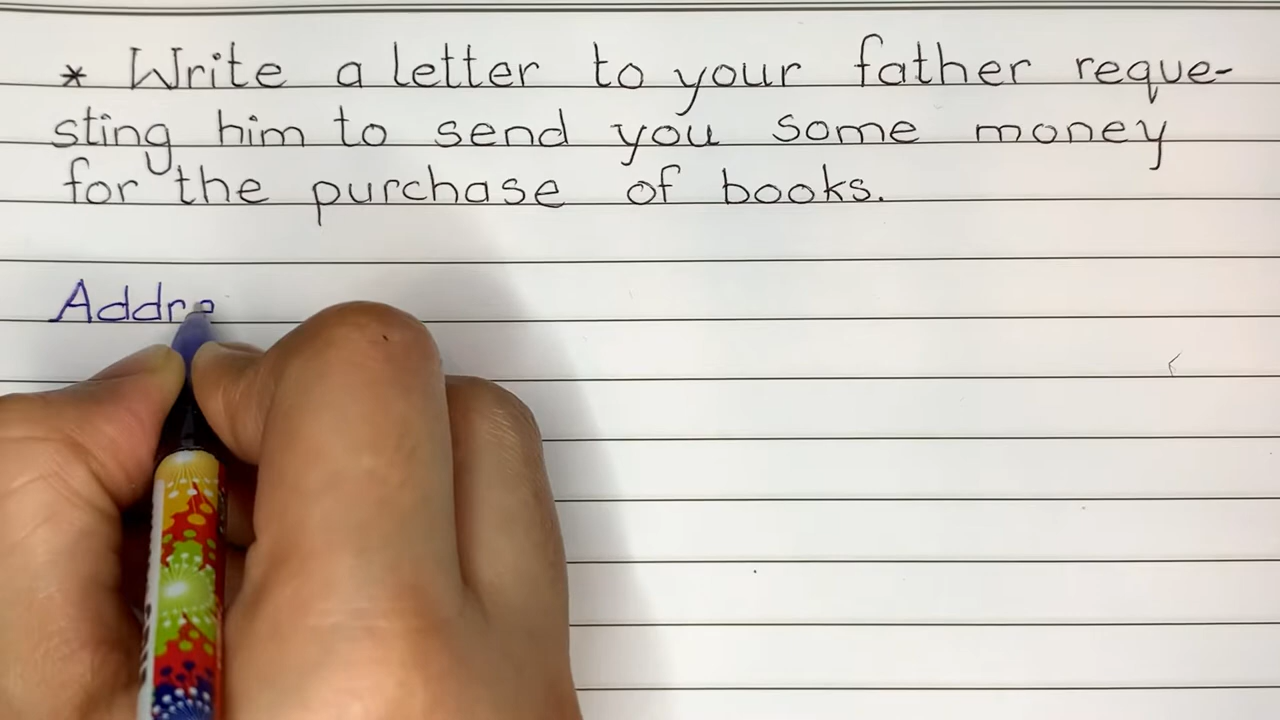 * Write a letter to your father reque-
sting him to send you some money
for the purchase of books.
Addre